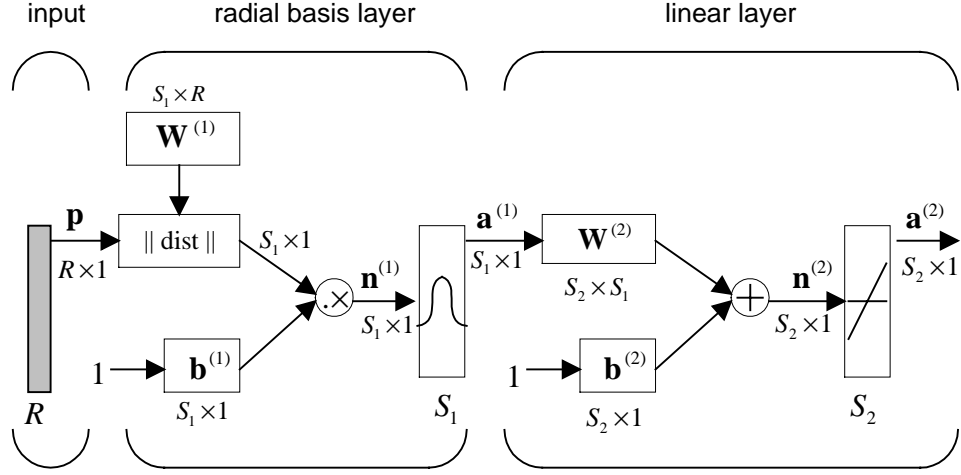 input
radial basis layer
linear layer
S₁ × R
W⁽¹⁾
p
R × 1
|| dist ||
S₁ × 1
.×
n⁽¹⁾
S₁ × 1
1
b⁽¹⁾
S₁ × 1
R
S₁
a⁽¹⁾
S₁ × 1
W⁽²⁾
S₂ × S₁
+
n⁽²⁾
S₂ × 1
1
b⁽²⁾
S₂ × 1
S₂
a⁽²⁾
S₂ × 1